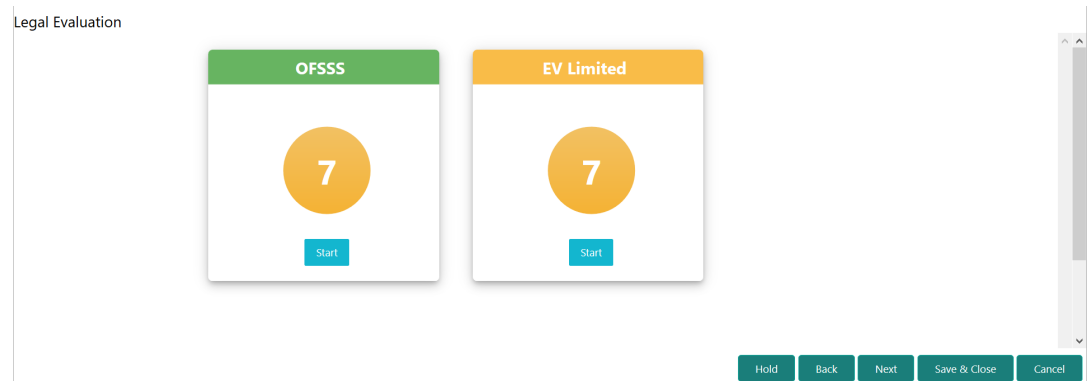 Legal Evaluation
OFSSS
EV Limited
7
7
Start
Start
Hold
Back
Next
Save & Close
Cancel